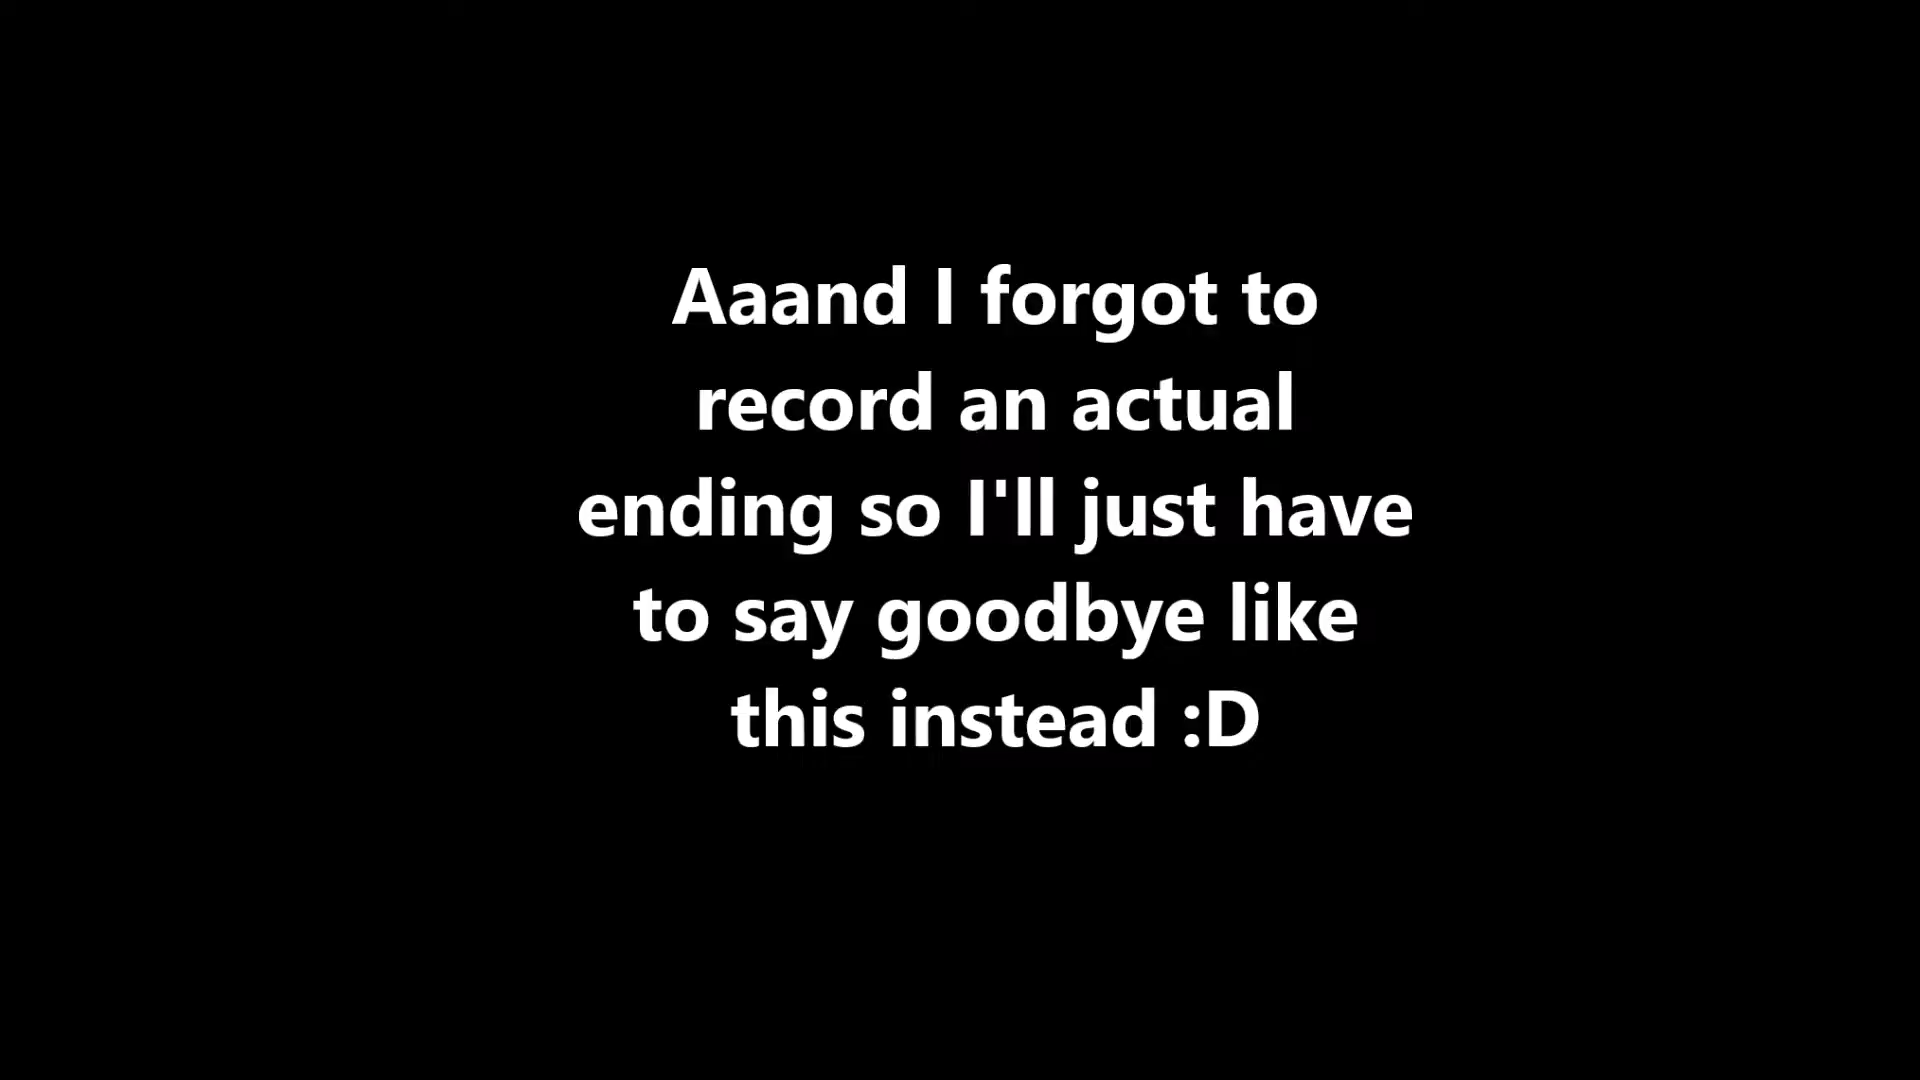 Aaand I forgot to
record an actual
ending so I'll just have
to say goodbye like
this instead :D